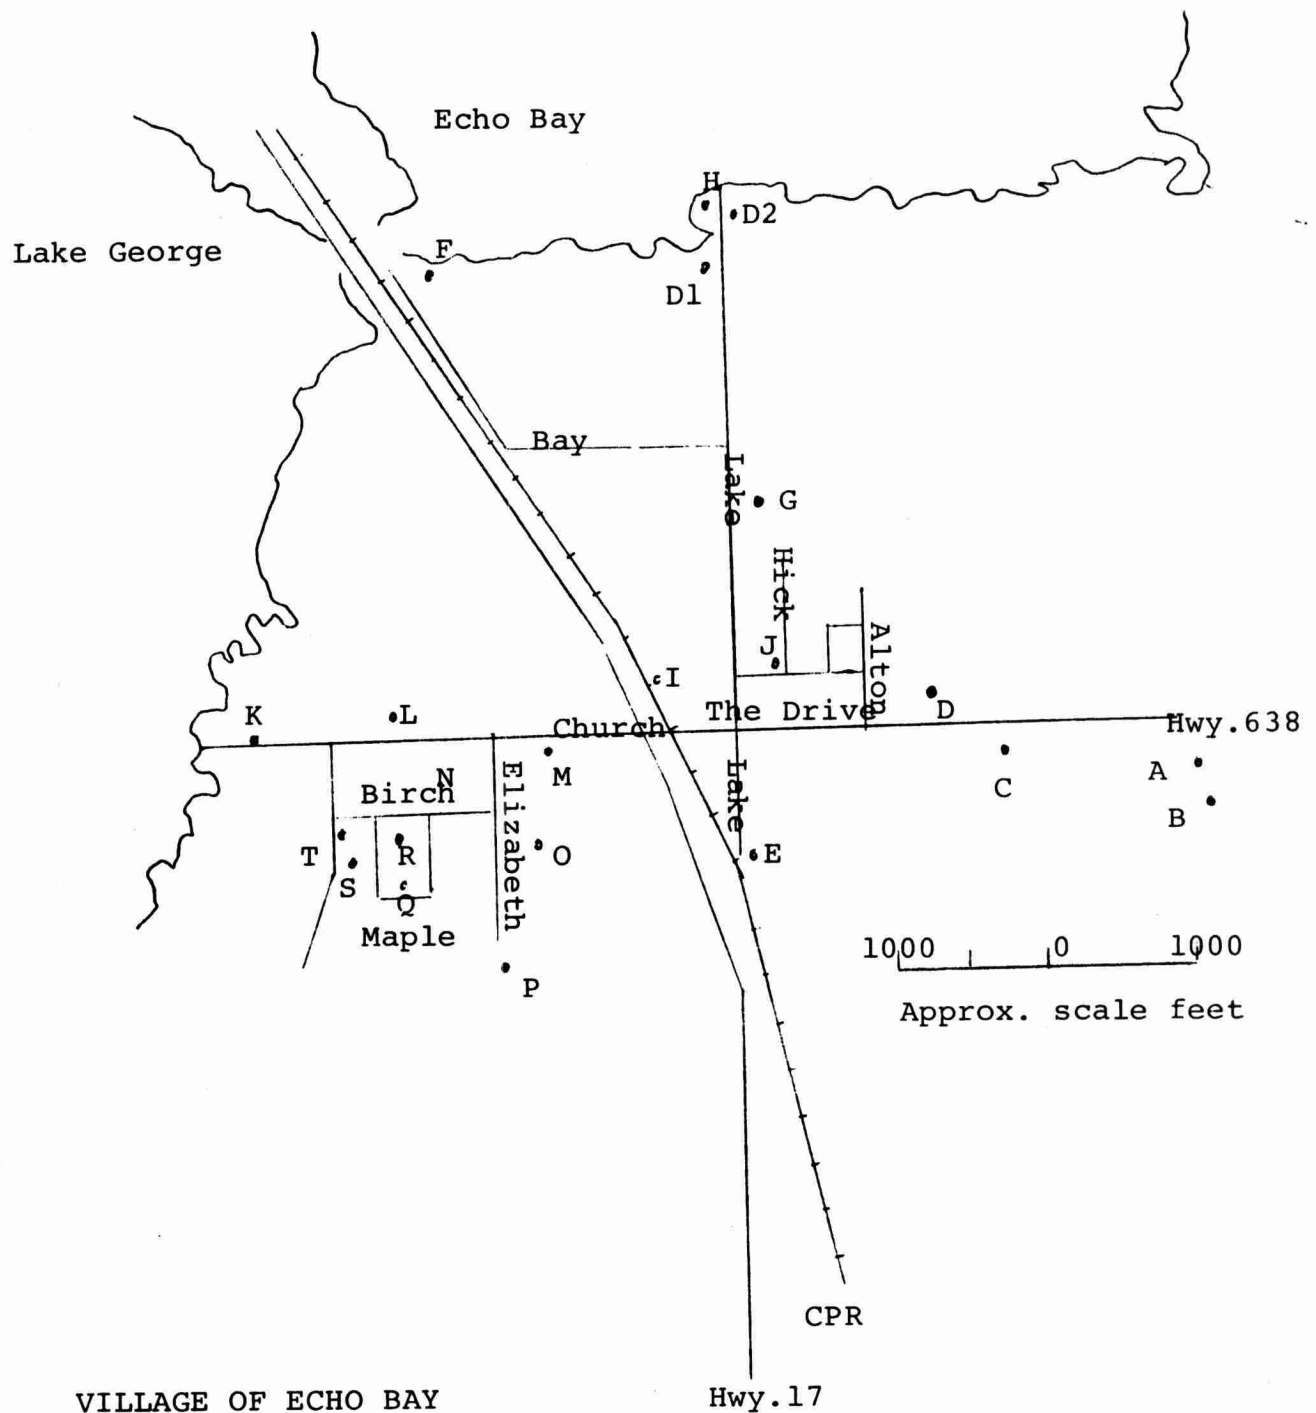 Echo Bay
H
D2
Lake George
F
D1
Bay
Lake
G
Hick
J
Alton
I
K
L
Church
The Drive
D
Hwy.638
N
M
Birch
Elizabeth
Lake
C
A
B
T
R
O
E
S
Q
Maple
P
1000 0 1000
Approx. scale feet
CPR
VILLAGE OF ECHO BAY
Hwy.17